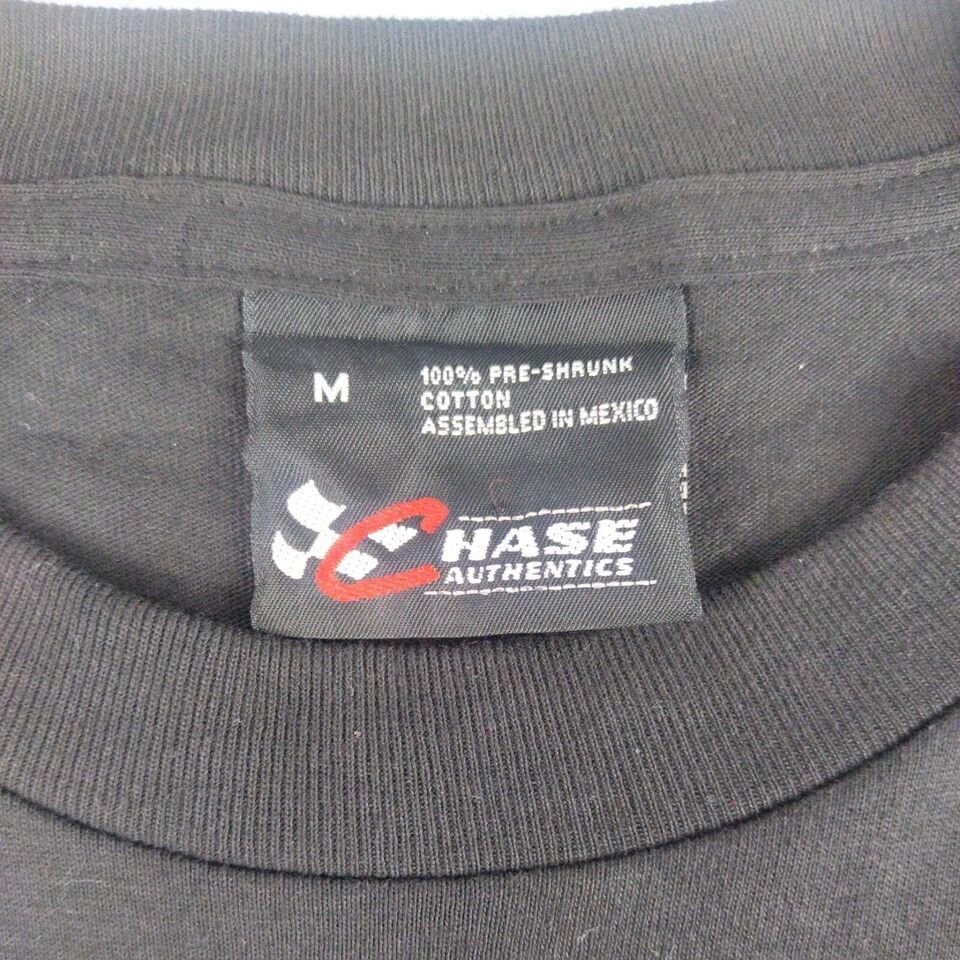 M
100% PRE-SHRUNK
COTTON
ASSEMBLED IN MEXICO
CHASE
AUTHENTICS